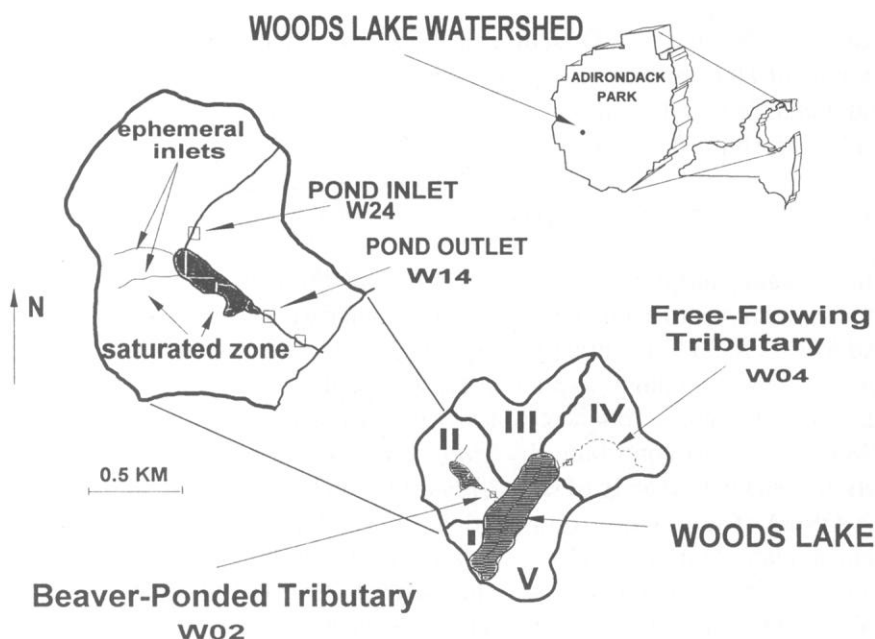 WOODS LAKE WATERSHED
ADIRONDACK
PARK
ephemeral
inlets
POND INLET
W24
POND OUTLET
W14
N
saturated zone
Free-Flowing
Tributary
W04
III
IV
II
0.5 KM
I
WOODS LAKE
V
Beaver-Ponded Tributary
W02